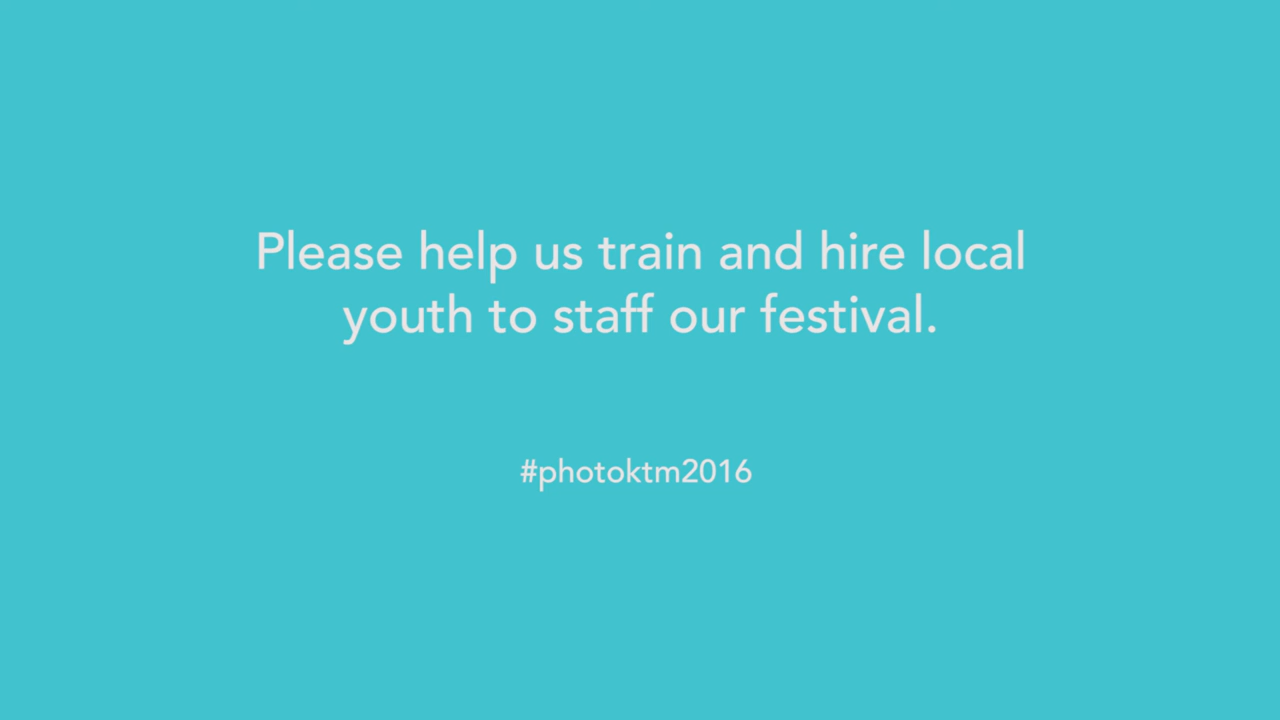 Please help us train and hire local
youth to staff our festival.
#photoktm2016